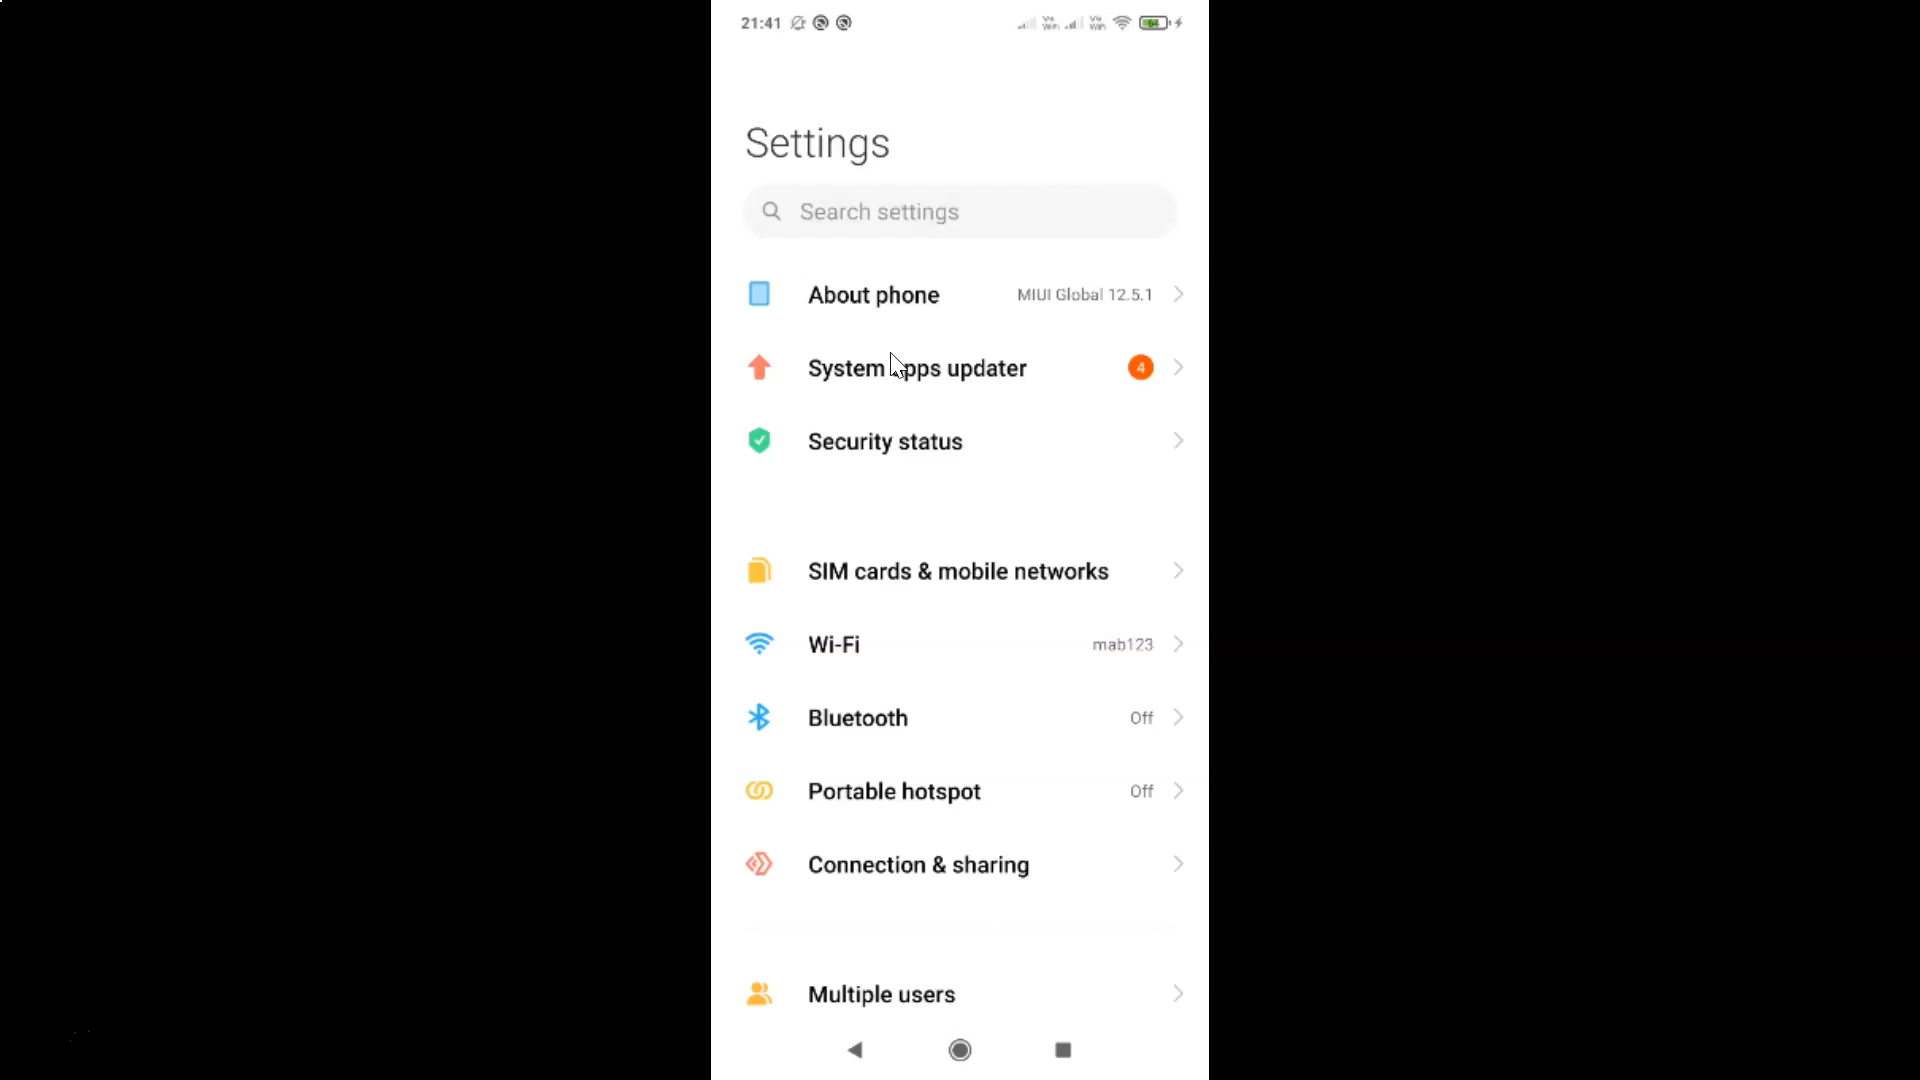 21:41
Settings
Search settings
About phone MIUI Global 12.5.1
System apps updater 4
Security status
SIM cards & mobile networks
Wi-Fi mab123
Bluetooth Off
Portable hotspot Off
Connection & sharing
Multiple users